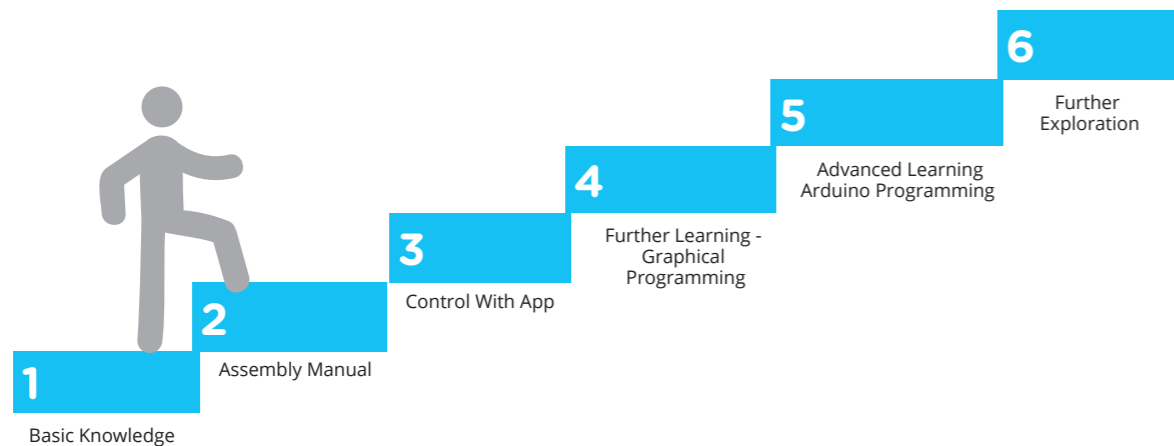 1
Basic Knowledge
2
Assembly Manual
3
Control With App
4
Further Learning -
Graphical
Programming
5
Advanced Learning
Arduino Programming
6
Further
Exploration